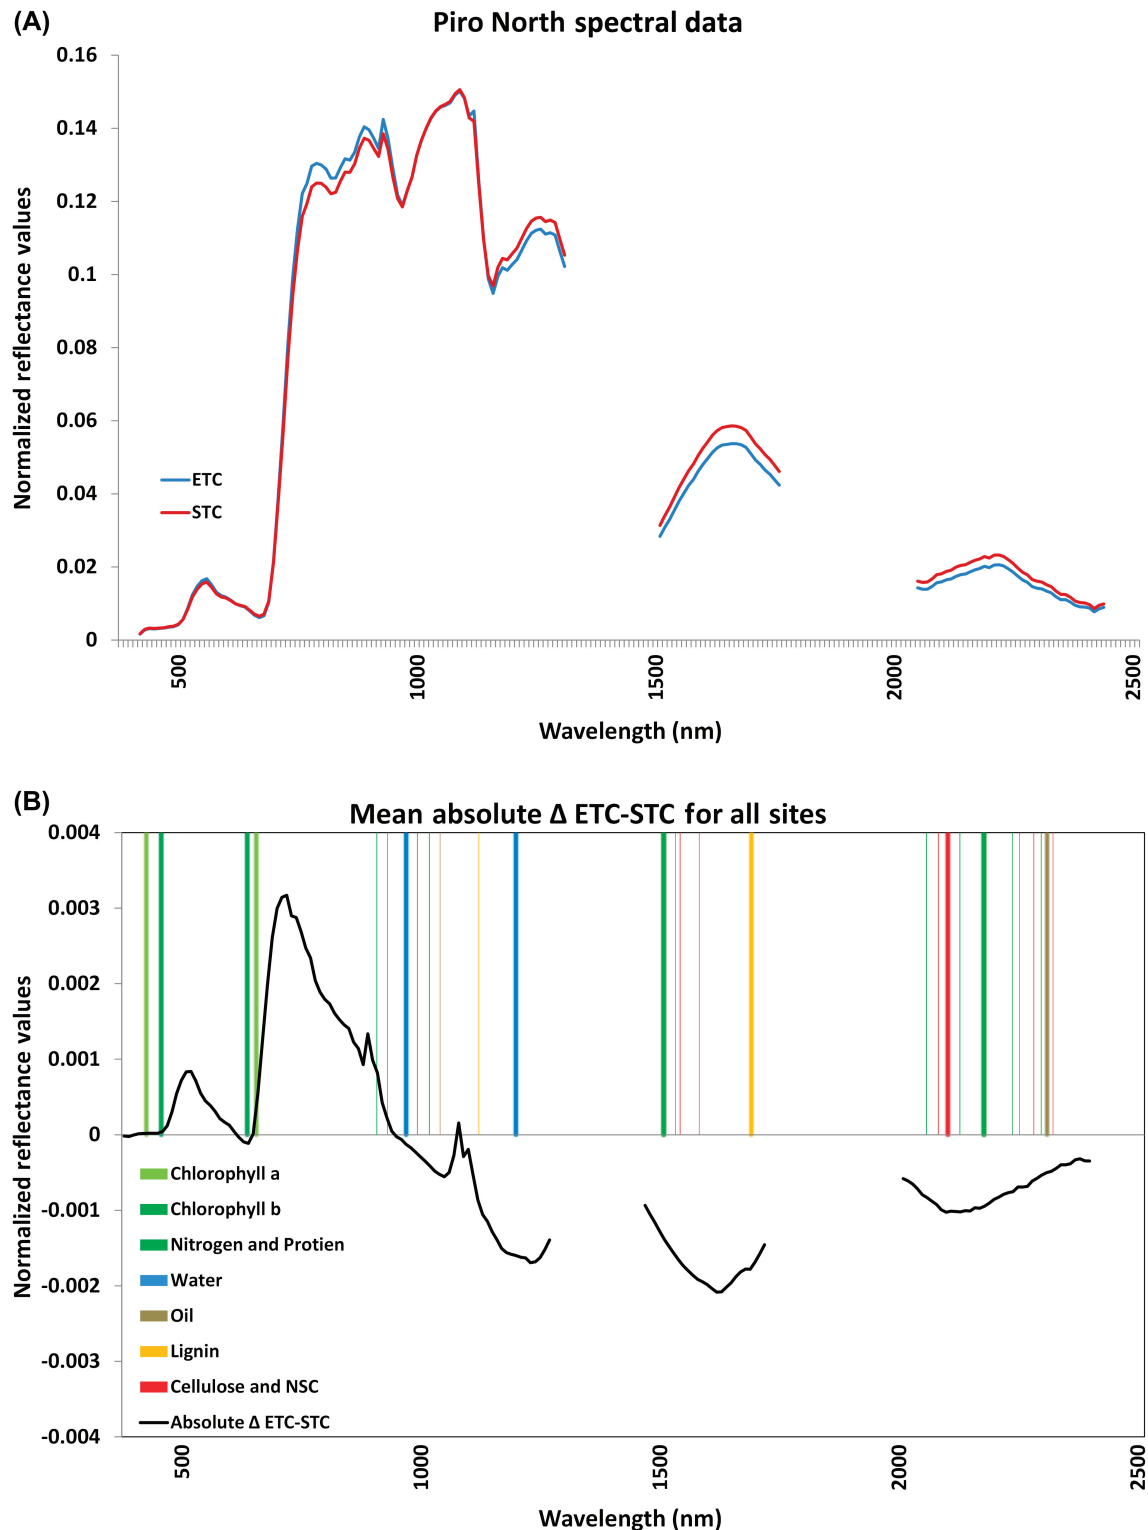 (A)
Piro North spectral data
Normalized reflectance values
0.16
0.14
0.12
0.1
0.08
0.06
0.04
0.02
0
ETC
STC
500
1000
1500
2000
2500
Wavelength (nm)
(B)
Mean absolute Δ ETC-STC for all sites
Normalized reflectance values
0.004
0.003
0.002
0.001
0
-0.001
-0.002
-0.003
-0.004
Chlorophyll a
Chlorophyll b
Nitrogen and Protien
Water
Oil
Lignin
Cellulose and NSC
Absolute Δ ETC-STC
500
1000
1500
2000
2500
Wavelength (nm)